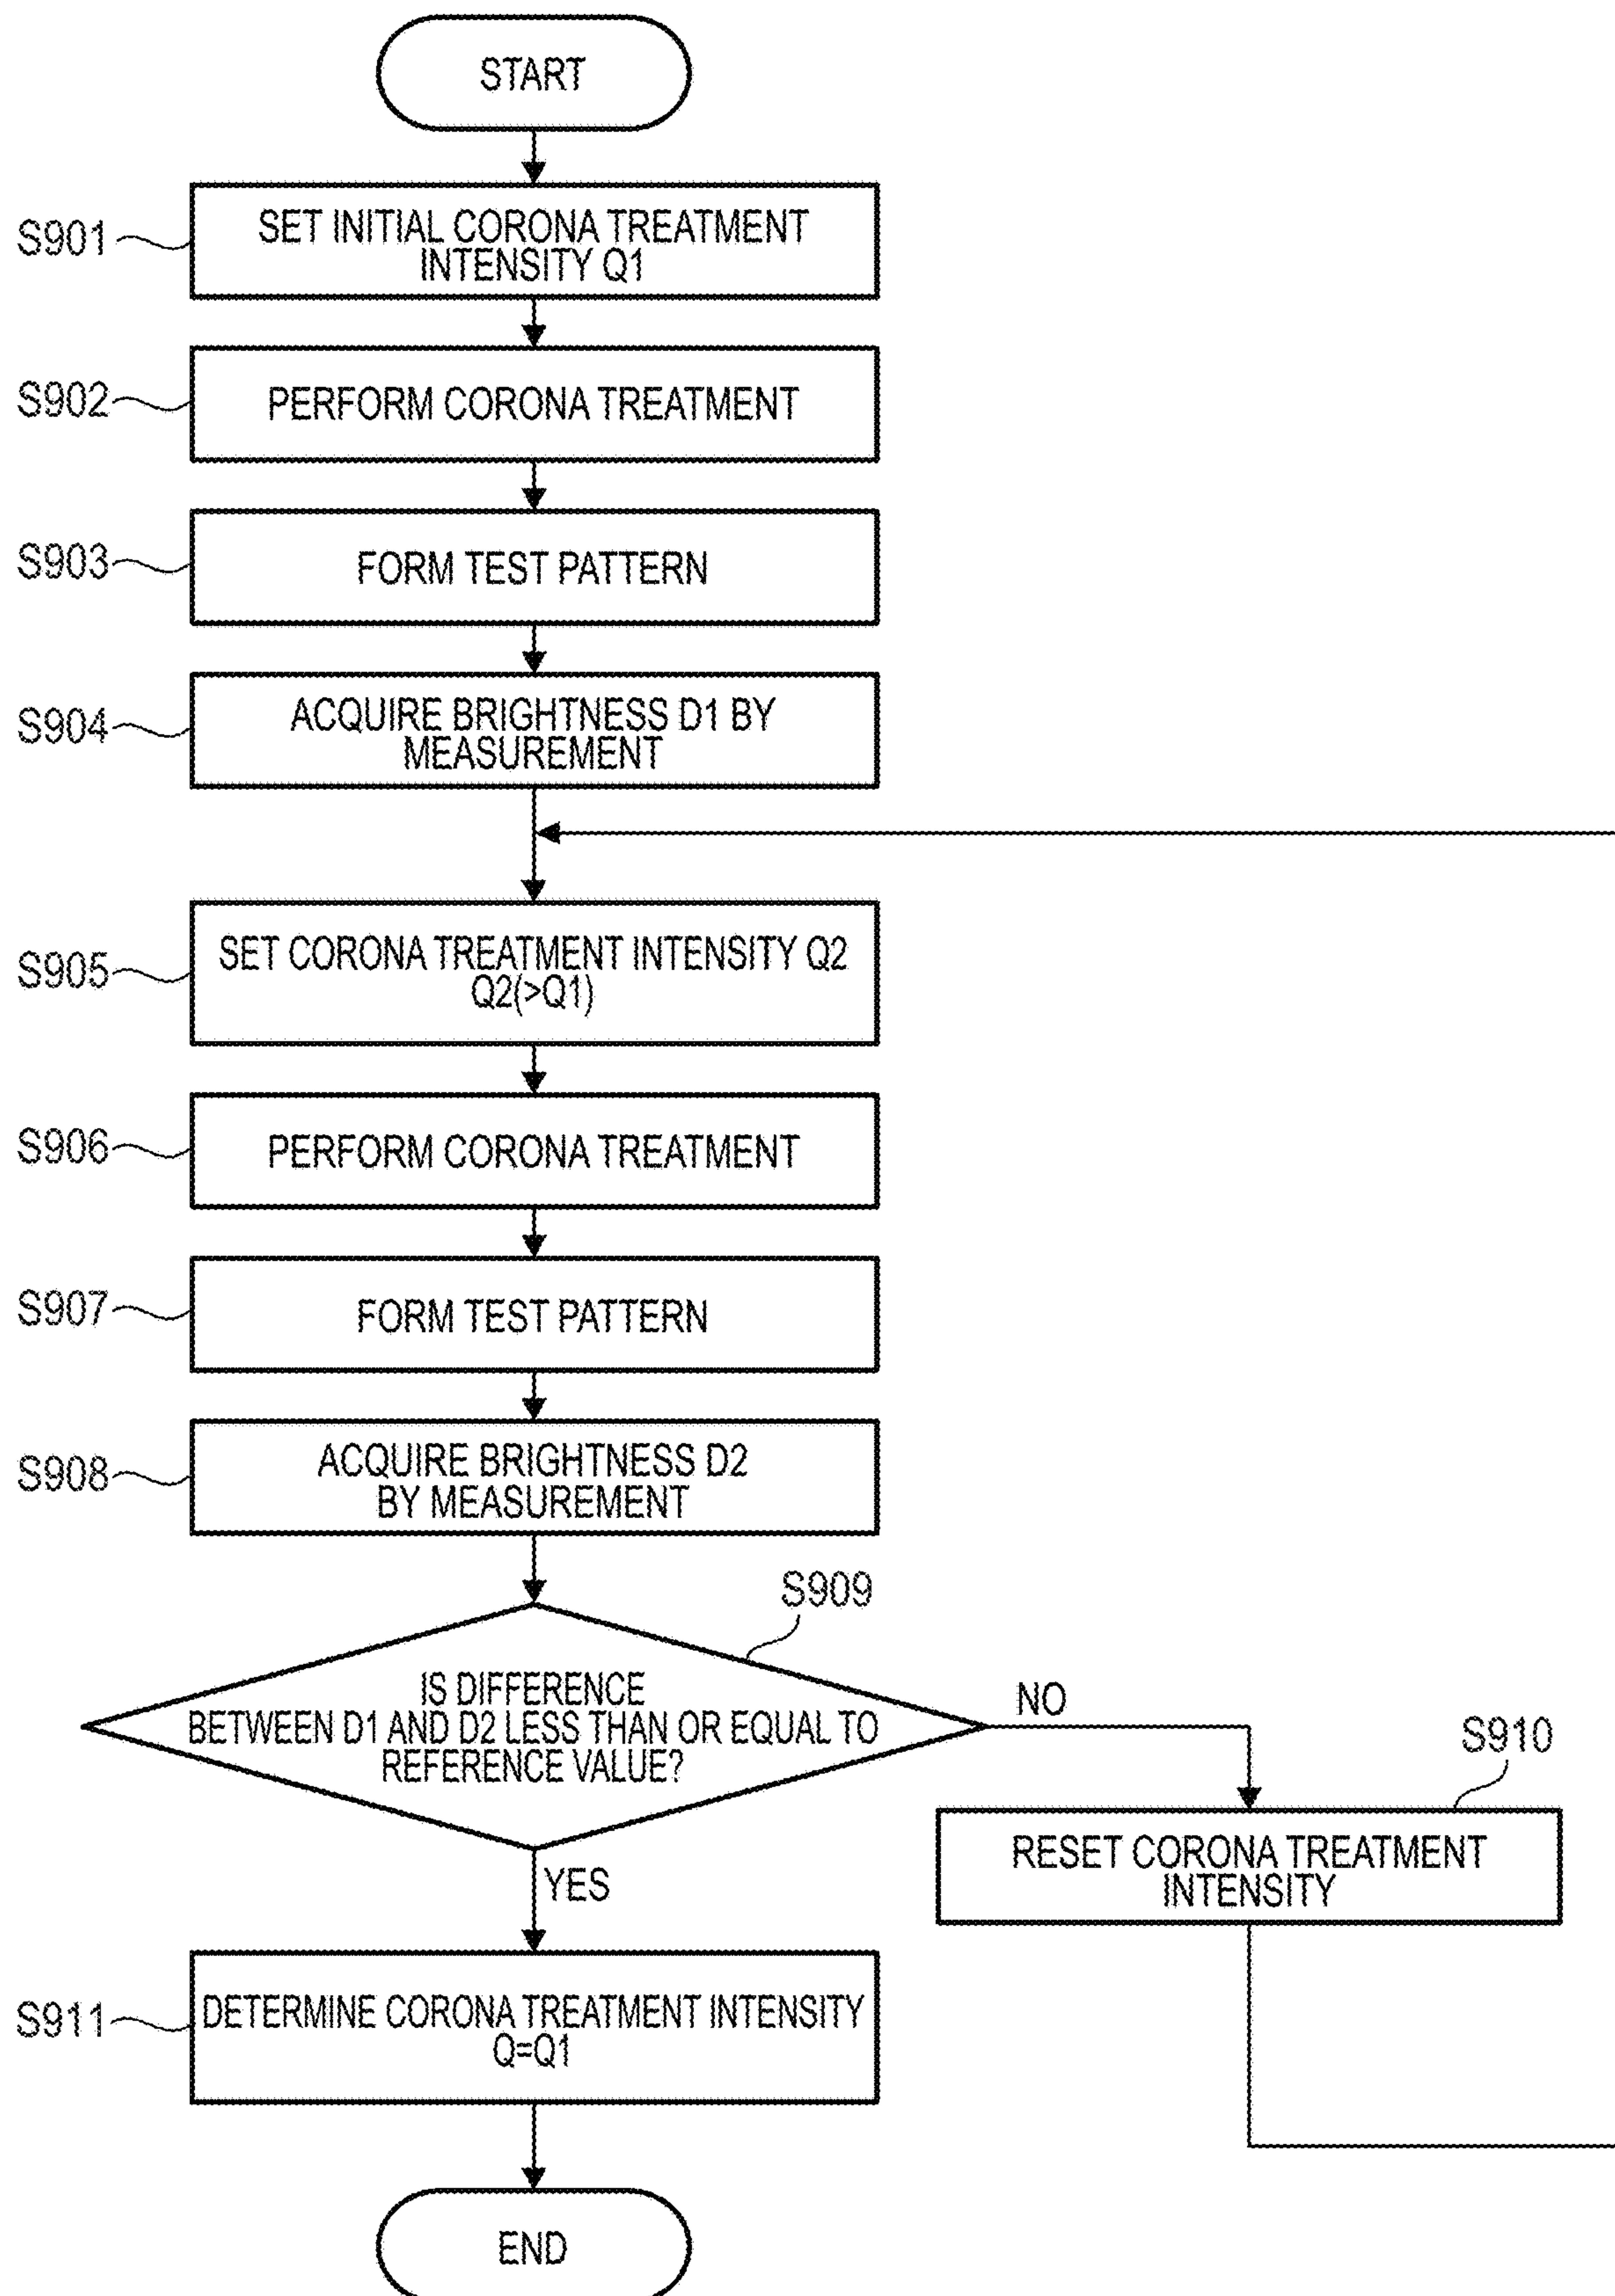 START
S901
SET INITIAL CORONA TREATMENT
INTENSITY Q1
S902
PERFORM CORONA TREATMENT
S903
FORM TEST PATTERN
S904
ACQUIRE BRIGHTNESS D1 BY
MEASUREMENT
S905
SET CORONA TREATMENT INTENSITY Q2
Q2(>Q1)
S906
PERFORM CORONA TREATMENT
S907
FORM TEST PATTERN
S908
ACQUIRE BRIGHTNESS D2
BY MEASUREMENT
S909
IS DIFFERENCE
BETWEEN D1 AND D2 LESS THAN OR EQUAL TO
REFERENCE VALUE?
NO
S910
RESET CORONA TREATMENT
INTENSITY
YES
S911
DETERMINE CORONA TREATMENT INTENSITY
Q=Q1
END